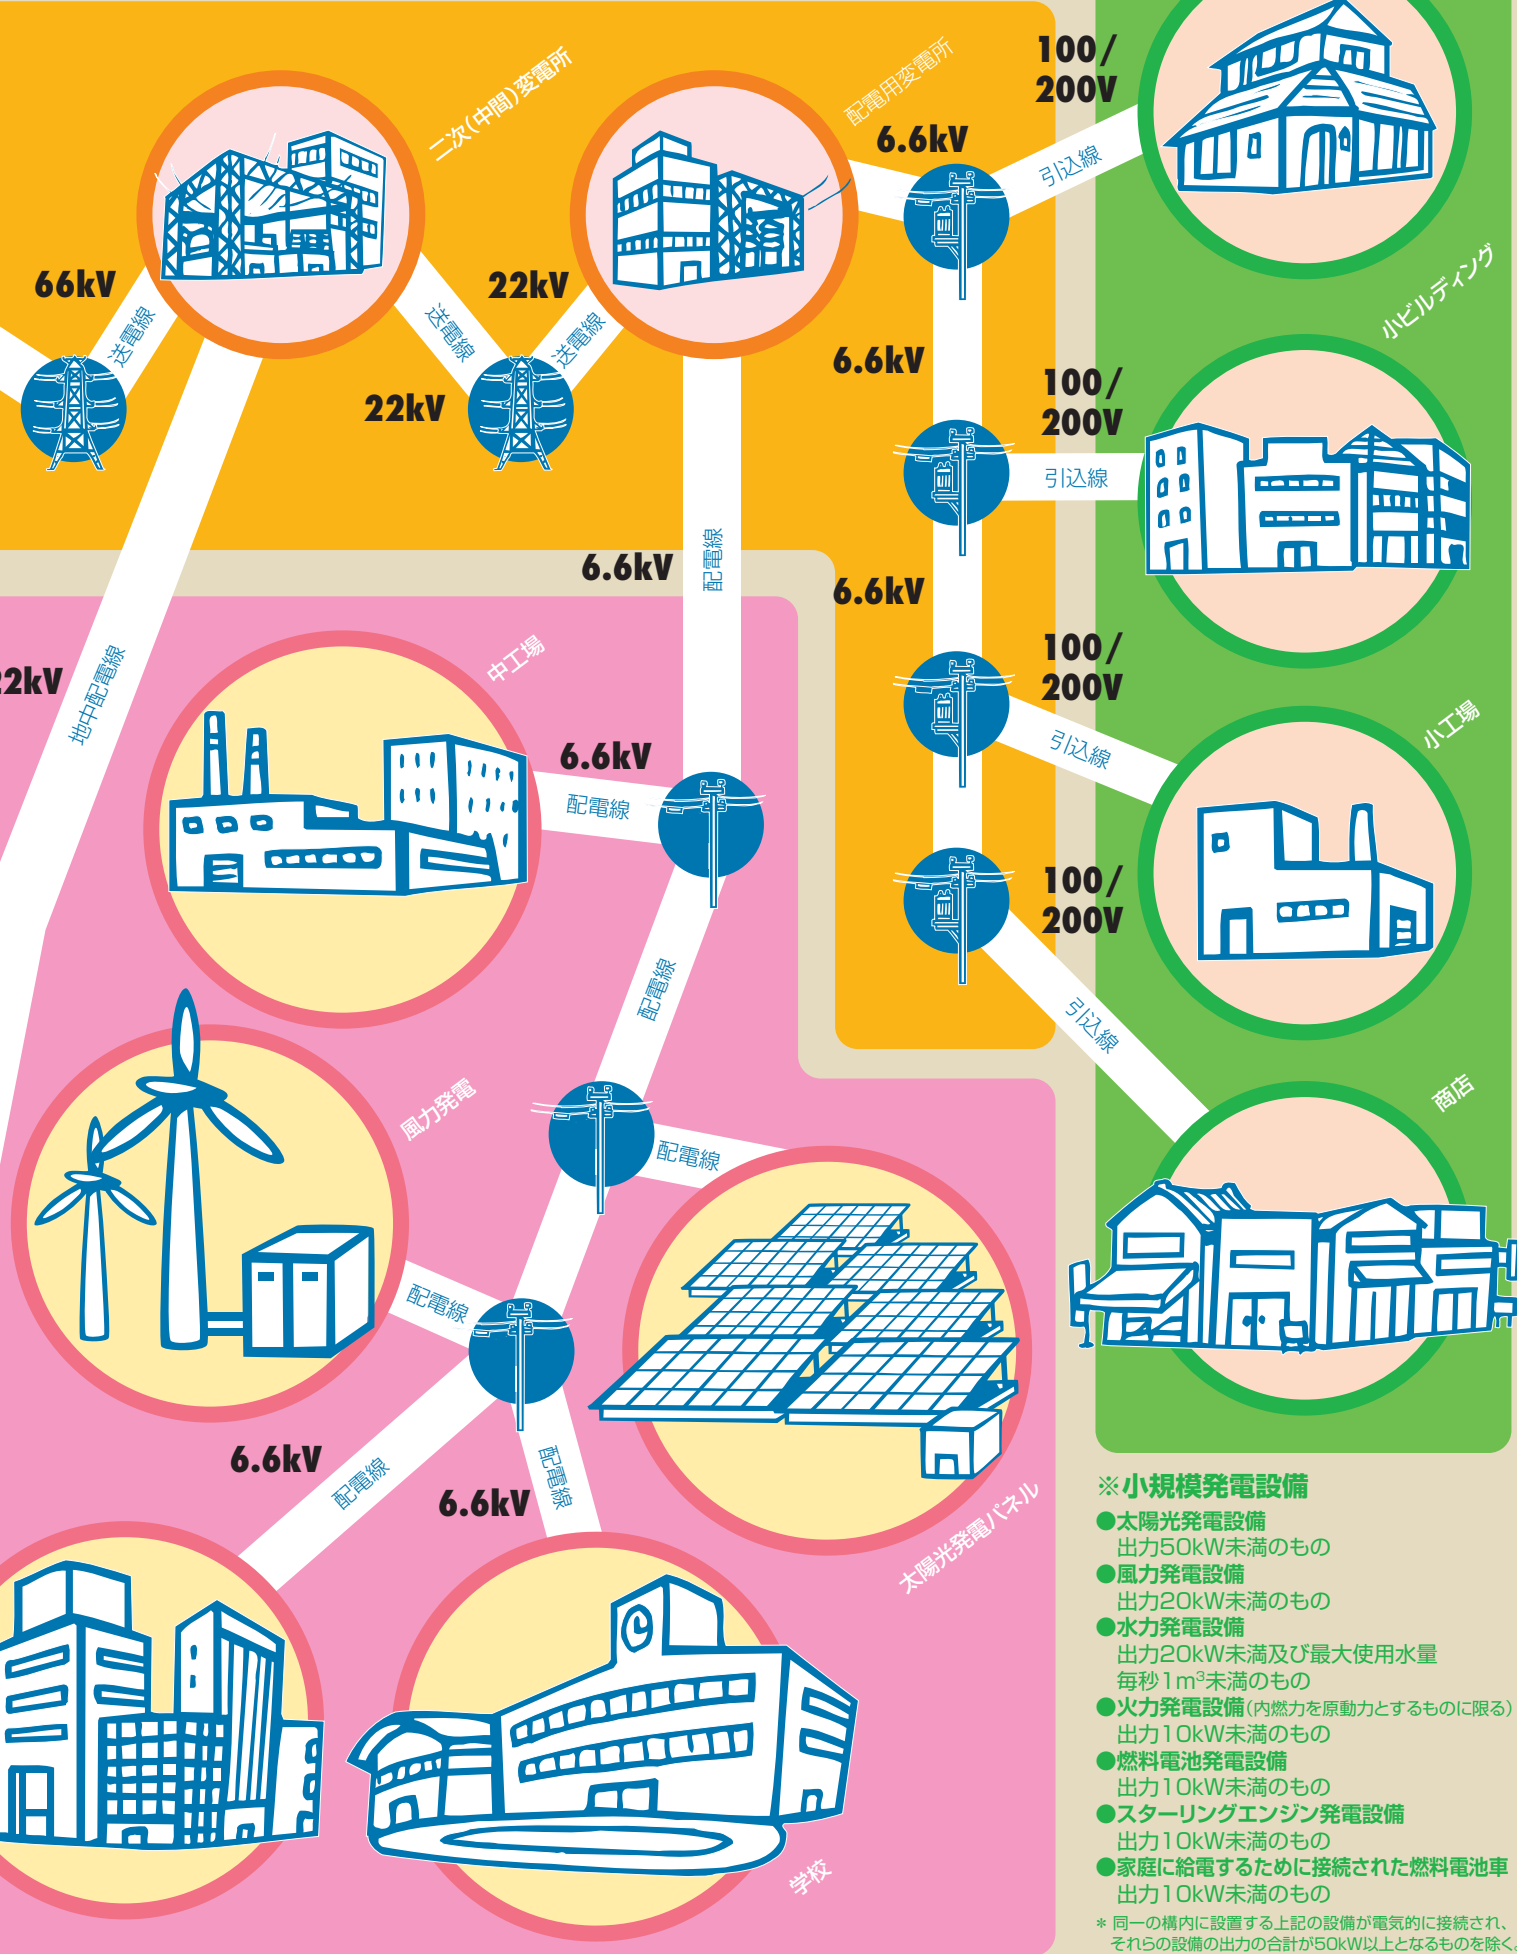 二次(中間)変電所
配電用変電所
100/
200V
6.6kV
引込線
66kV
送電線
送電線
22kV
22kV
送電線
小ビルディング
6.6kV
100/
200V
引込線
6.6kV
配電線
6.6kV
中工場
地中配電線
100/
200V
引込線
小工場
6.6kV
配電線
100/
200V
引込線
配電線
商店
風力発電
配電線
配電線
6.6kV
配電線
6.6kV
配電線
太陽光発電パネル
学校
※小規模発電設備
●太陽光発電設備
出力50kW未満のもの
●風力発電設備
出力20kW未満のもの
●水力発電設備
出力20kW未満及び最大使用水量
毎秒1m³未満のもの
●火力発電設備(内燃力を原動力とするものに限る)
出力10kW未満のもの
●燃料電池発電設備
出力10kW未満のもの
●スターリングエンジン発電設備
出力10kW未満のもの
●家庭に給電するために接続された燃料電池車
出力10kW未満のもの
* 同一の構内に設置する上記の設備が電気的に接続され、
それらの設備の出力の合計が50kW以上となるものを除く。